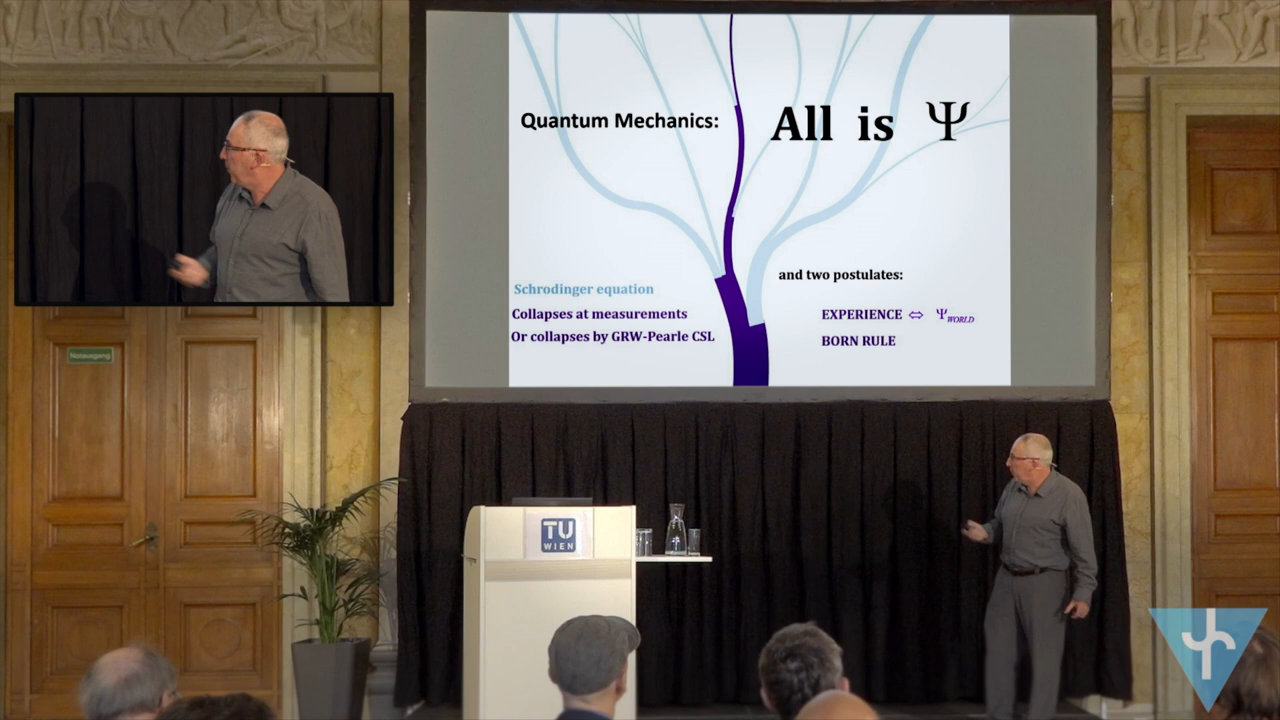 Quantum Mechanics:
All is Ψ
and two postulates:
Schrodinger equation
Collapses at measurements
Or collapses by GRW-Pearle CSL
EXPERIENCE ⇔ Ψ WORLD
BORN RULE
Notausgang
TU
WIEN